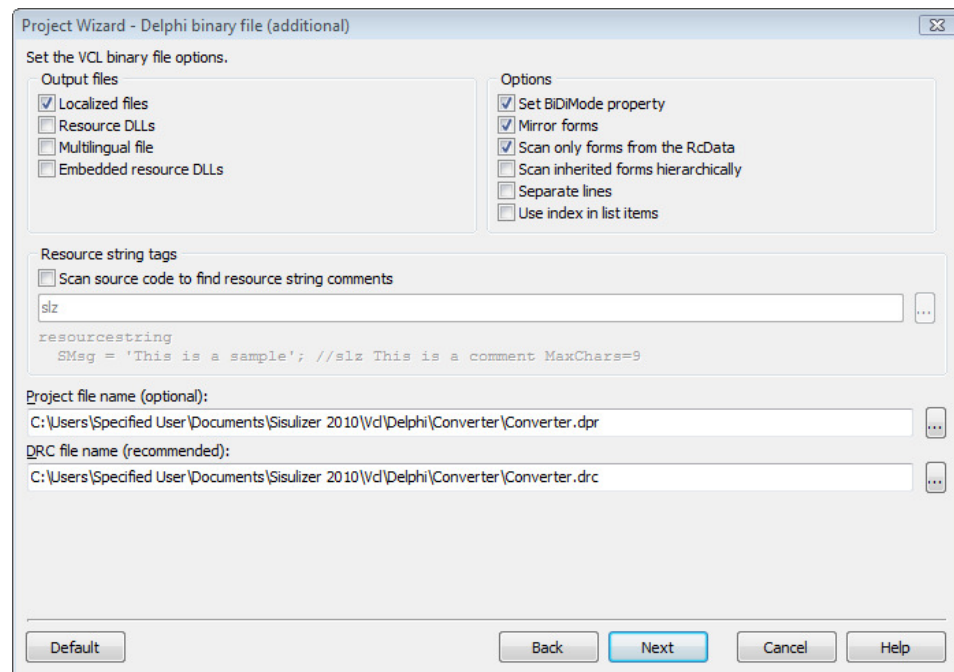 Project Wizard - Delphi binary file (additional)
Set the VCL binary file options.
Output files
Localized files
Resource DLLs
Multilingual file
Embedded resource DLLs
Options
Set BiDiMode property
Mirror forms
Scan only forms from the RcData
Scan inherited forms hierarchically
Separate lines
Use index in list items
Resource string tags
Scan source code to find resource string comments
slz
...
resourcestring
SMsg = 'This is a sample'; //slz This is a comment MaxChars=9
Project file name (optional):
C:\Users\Specified User\Documents\Sisulizer 2010\Vcl\Delphi\Converter\Converter.dpr
...
DRC file name (recommended):
C:\Users\Specified User\Documents\Sisulizer 2010\Vcl\Delphi\Converter\Converter.drc
...
Default
Back
Next
Cancel
Help